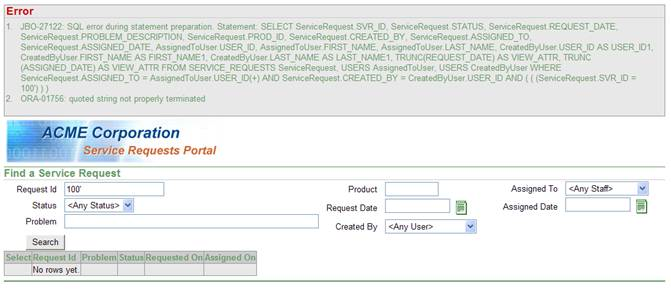 Error
1. JBO-27122: SQL error during statement preparation. Statement: SELECT ServiceRequest.SVR_ID, ServiceRequest.STATUS, ServiceRequest.REQUEST_DATE,
ServiceRequest.PROBLEM_DESCRIPTION, ServiceRequest.PROD_ID, ServiceRequest.CREATED_BY, ServiceRequest.ASSIGNED_TO,
ServiceRequest.ASSIGNED_DATE, AssignedToUser.USER_ID, AssignedToUser.FIRST_NAME, AssignedToUser.LAST_NAME, CreatedByUser.USER_ID AS USER_ID1,
CreatedByUser.FIRST_NAME AS FIRST_NAME1, CreatedByUser.LAST_NAME AS LAST_NAME1, TRUNC(REQUEST_DATE) AS VIEW_ATTR, TRUNC
(ASSIGNED_DATE) AS VIEW_ATTR FROM SERVICE_REQUESTS ServiceRequest, USERS AssignedToUser, USERS CreatedByUser WHERE
ServiceRequest.ASSIGNED_TO = AssignedToUser.USER_ID(+) AND ServiceRequest.CREATED_BY = CreatedByUser.USER_ID AND ( ( (ServiceRequest.SVR_ID =
100') ) )
2. ORA-01756: quoted string not properly terminated
ACME Corporation
Service Requests Portal
Find a Service Request
Request Id 100' Product Assigned To <Any Staff>
Status <Any Status> Request Date Assigned Date
Problem Created By <Any User>
Search
Select Request Id Problem Status Requested On Assigned On
No rows yet.